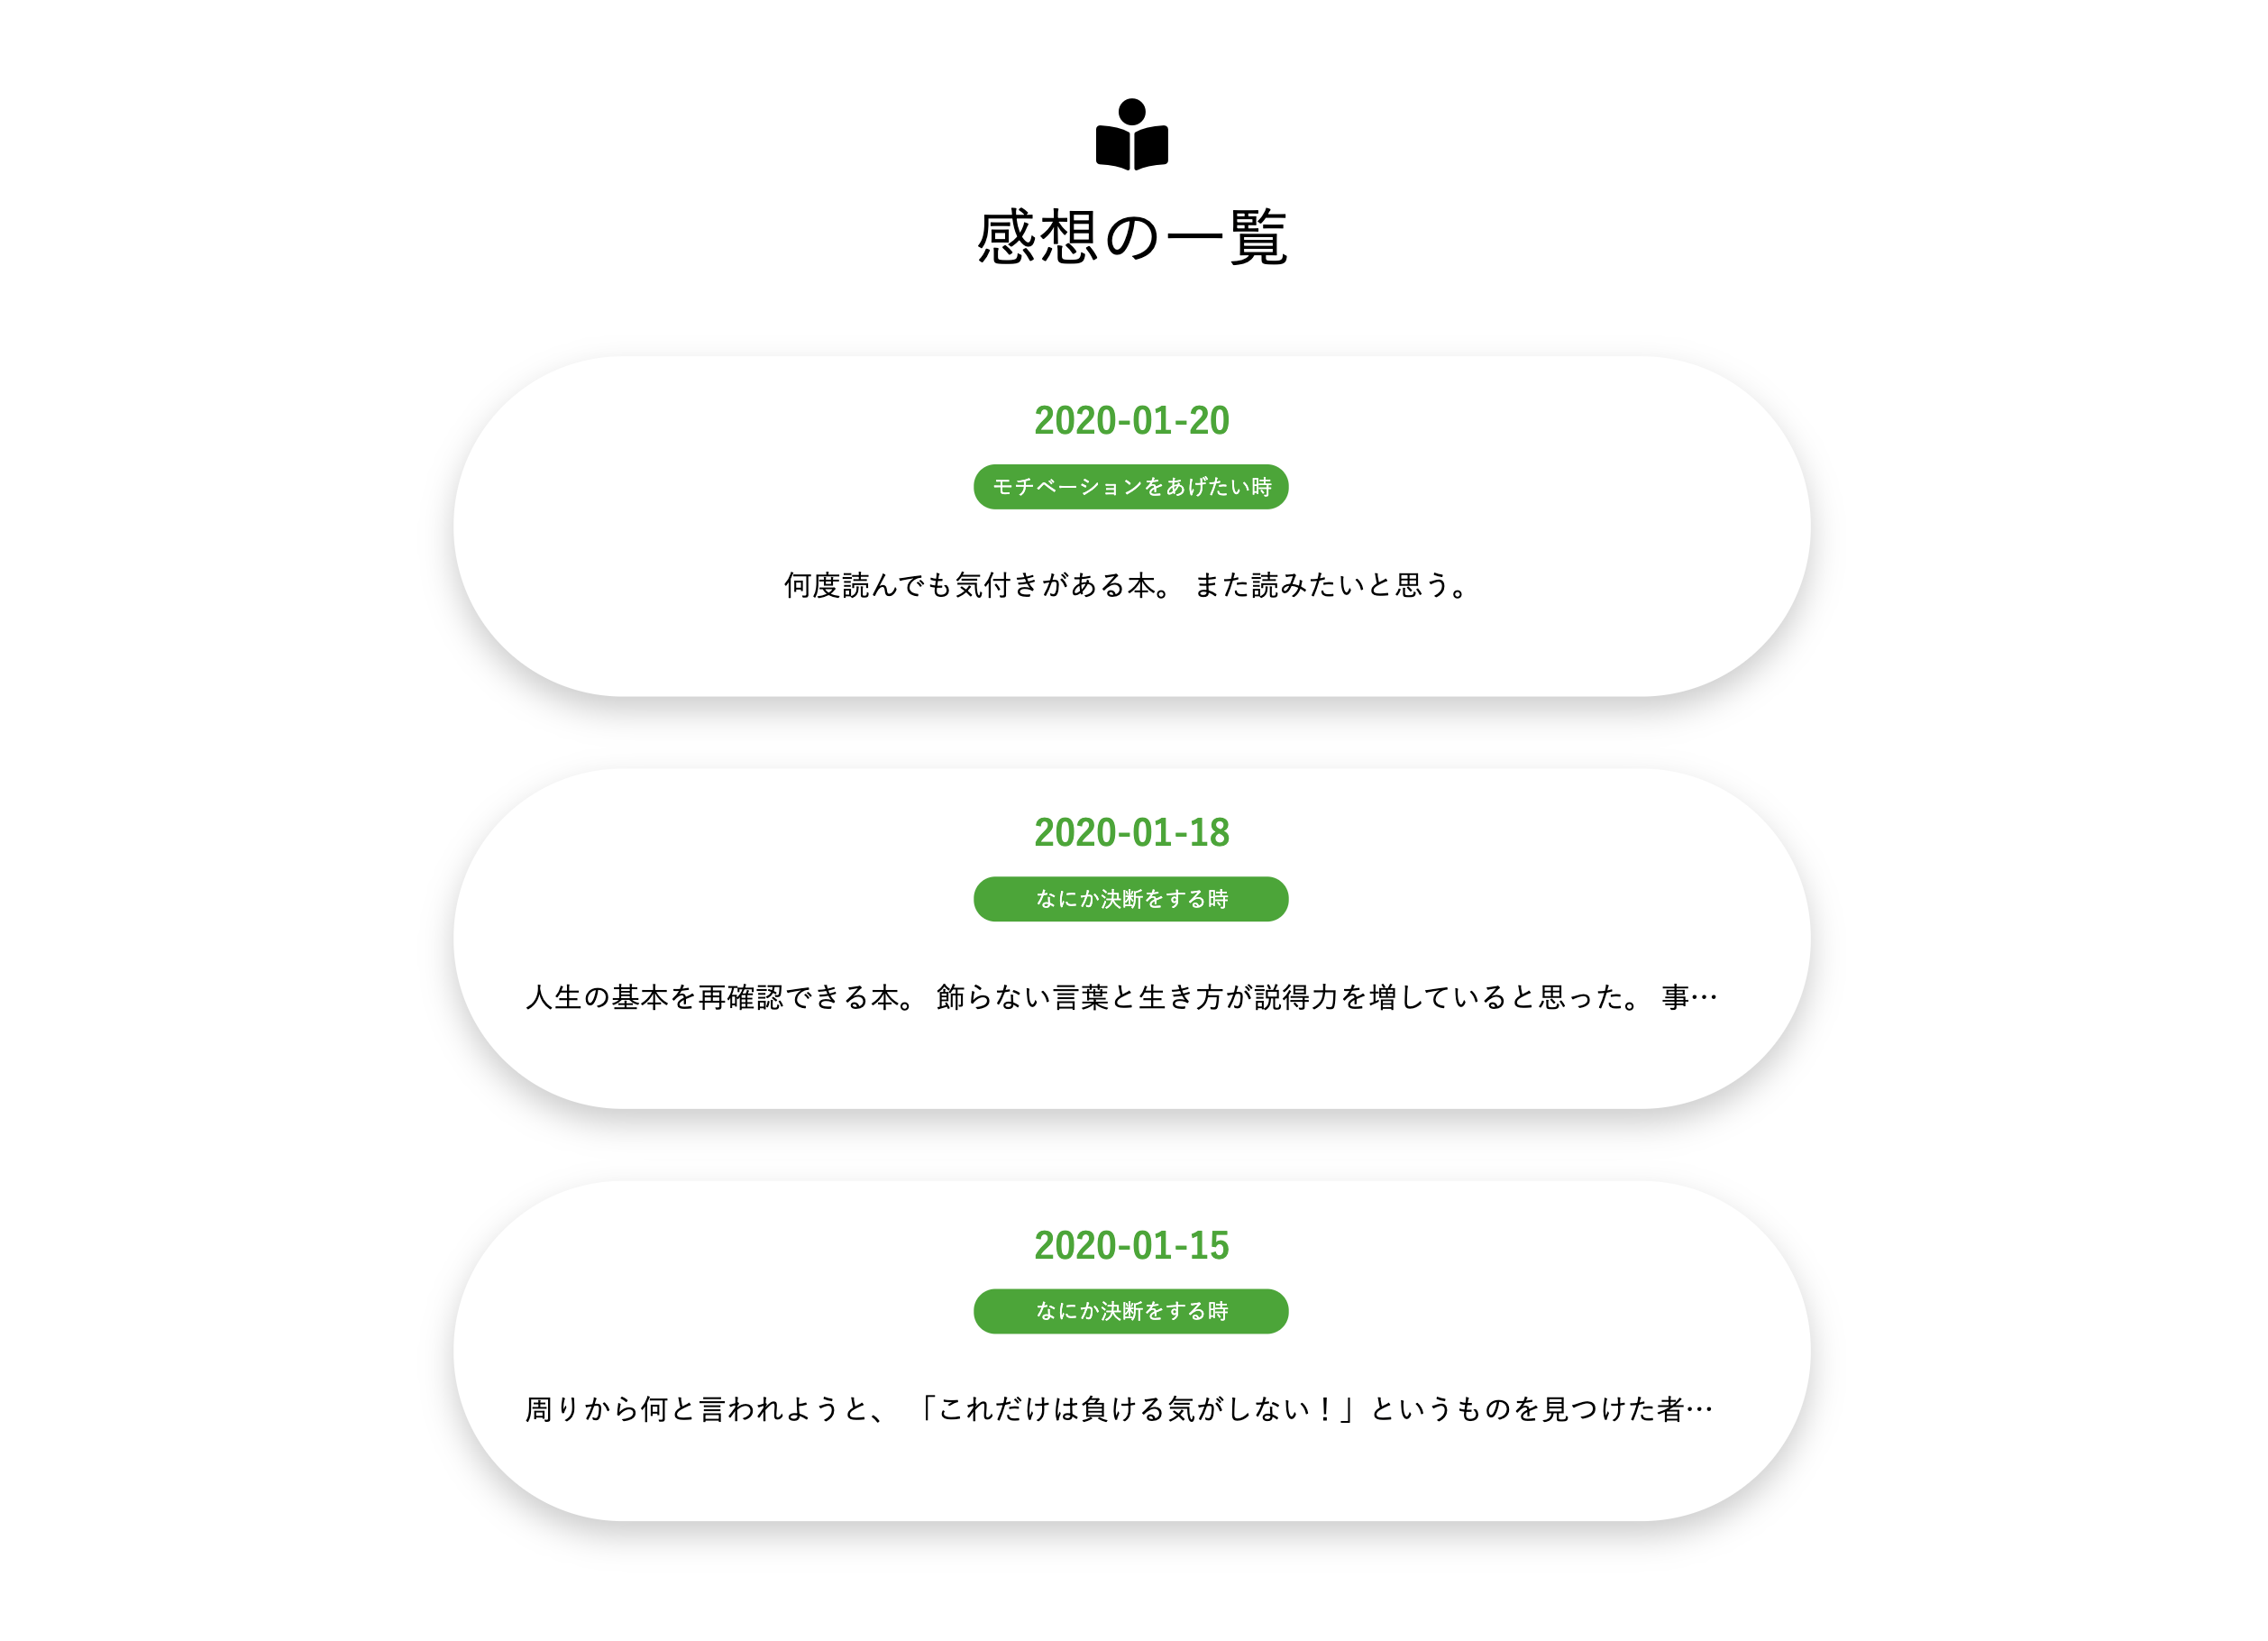 感想の一覧
2020-01-20
モチベーションをあげたい時
何度読んでも気付きがある本。 また読みたいと思う。
2020-01-18
なにか決断をする時
人生の基本を再確認できる本。 飾らない言葉と生き方が説得力を増していると思った。 事…
2020-01-15
なにか決断をする時
周りから何と言われようと、 「これだけは負ける気がしない！」というものを見つけた者…